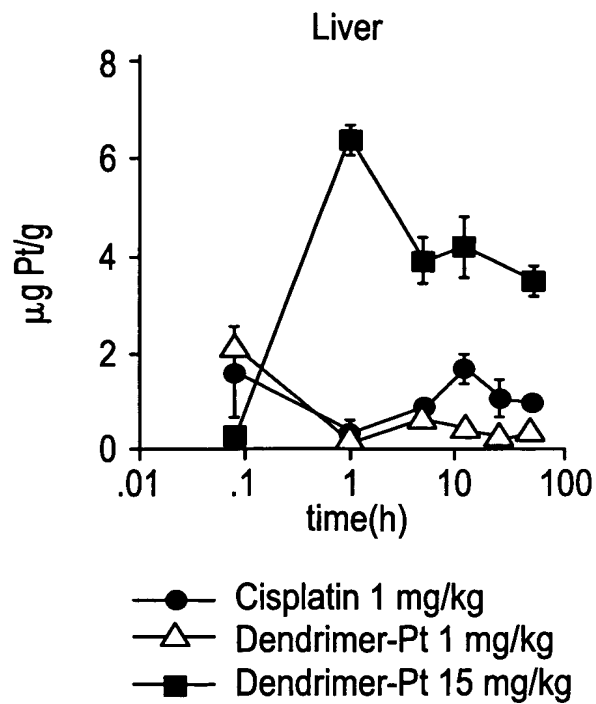 Liver
8
6
4
2
0
μg Pt/g
.01 .1 1 10 100
time(h)
Cisplatin 1 mg/kg
Dendrimer-Pt 1 mg/kg
Dendrimer-Pt 15 mg/kg